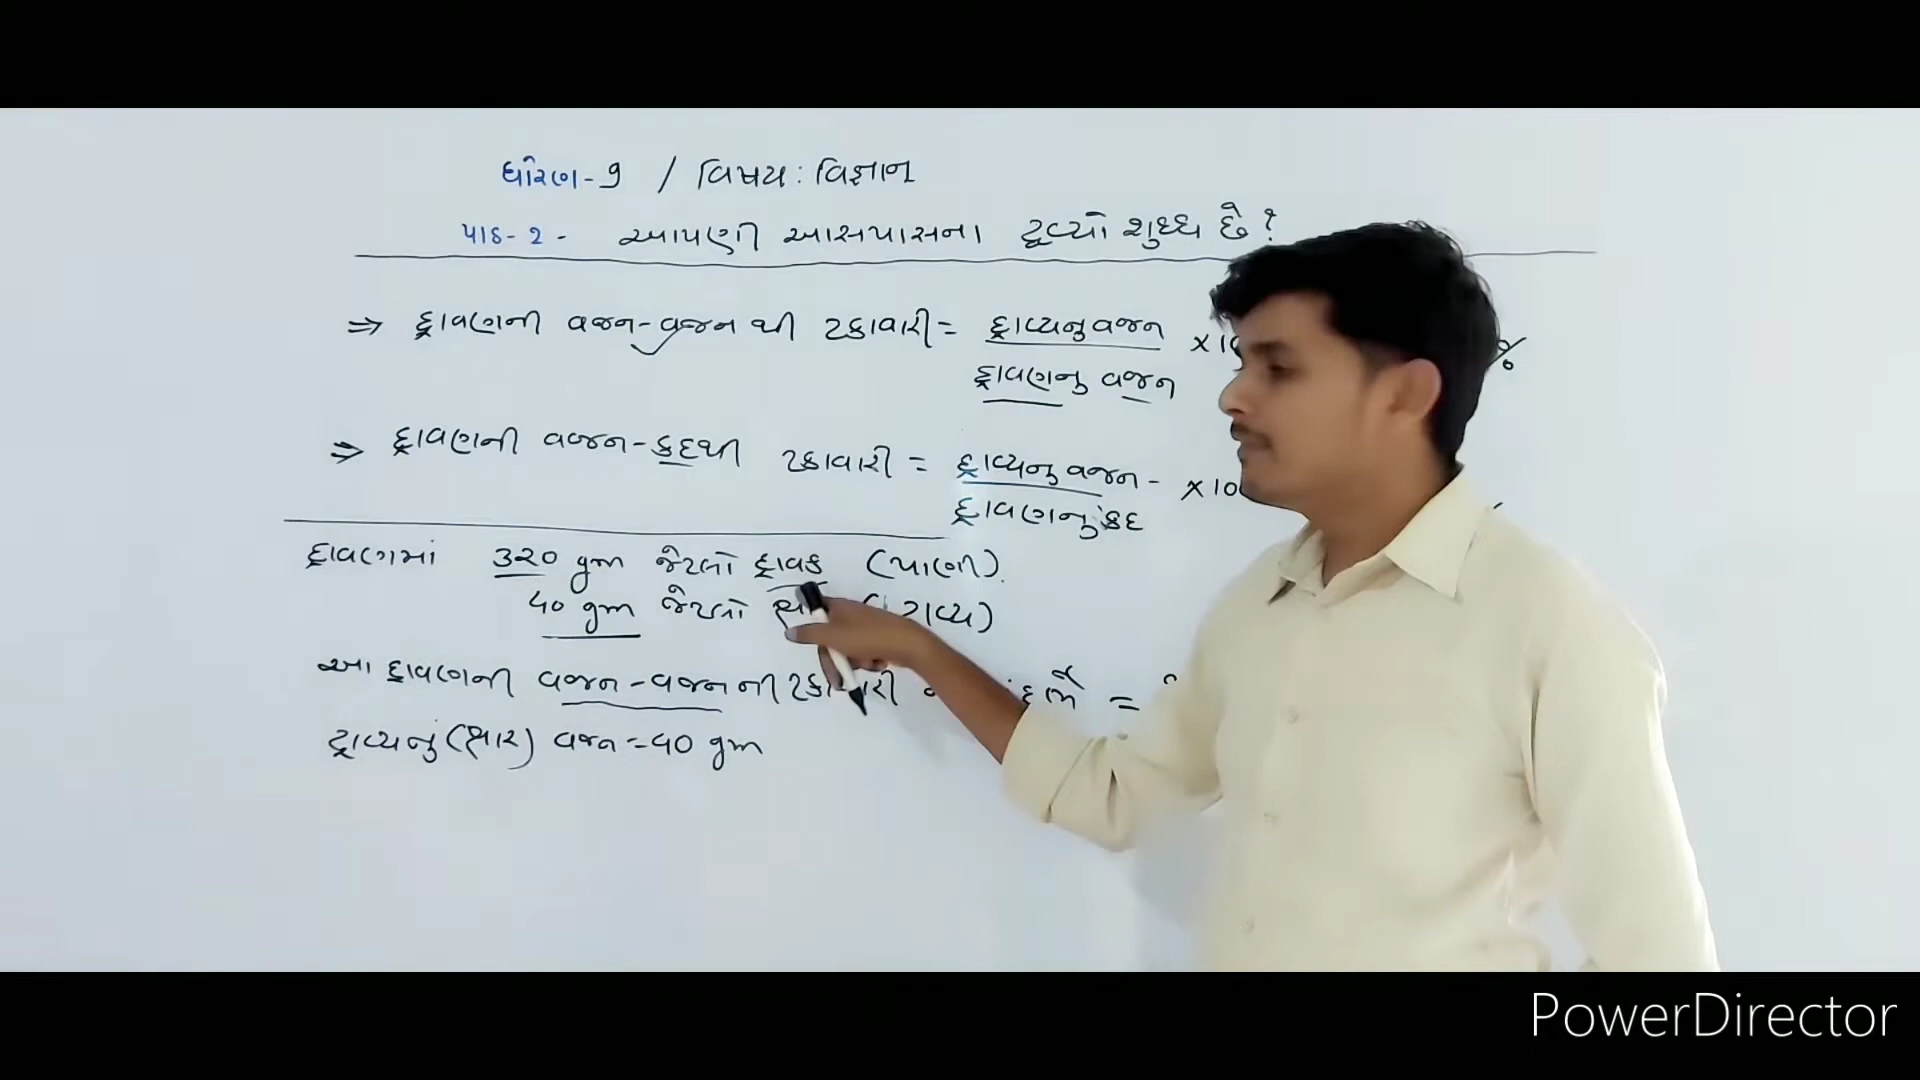 ધોરણ-9 / વિષય: વિજ્ઞાન
પાઠ-2- આપણી આસપાસના દ્રવ્યો શુધ્ધ છે?
⇒ દ્રાવણની વજન-વજન થી ટકાવારી = દ્રાવ્યનુ વજન
×10 %
દ્રાવણનુ વજન
⇒ દ્રાવણની વજન-કદથી ટકાવારી = દ્રાવ્યનુ વજન- ×10
દ્રાવણનુ કદ
દ્રાવણમાં 320 gm જેટલો દ્રાવક (પાણી).
40 gm જેટલો
આ દ્રાવણની વજન-વજનની =
દ્રાવ્યનું (ક્ષાર) વજન = 40 gm
PowerDirector